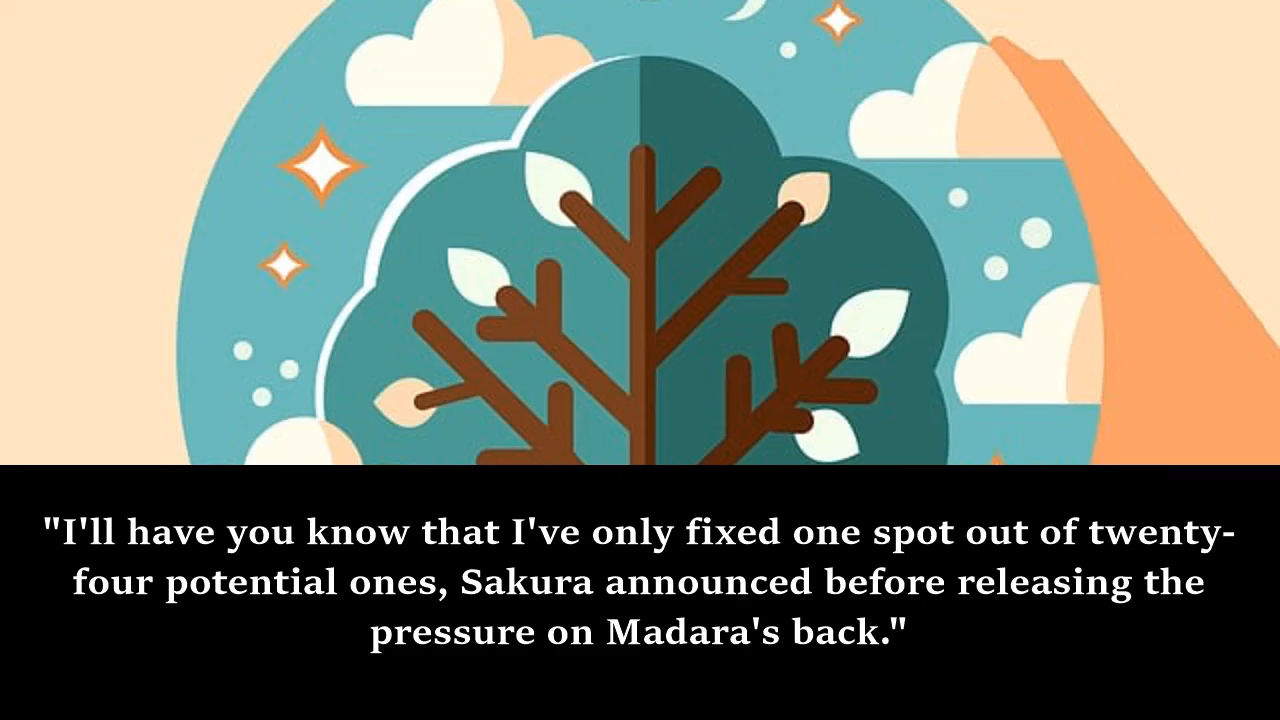 "I'll have you know that I've only fixed one spot out of twenty-
four potential ones, Sakura announced before releasing the
pressure on Madara's back."